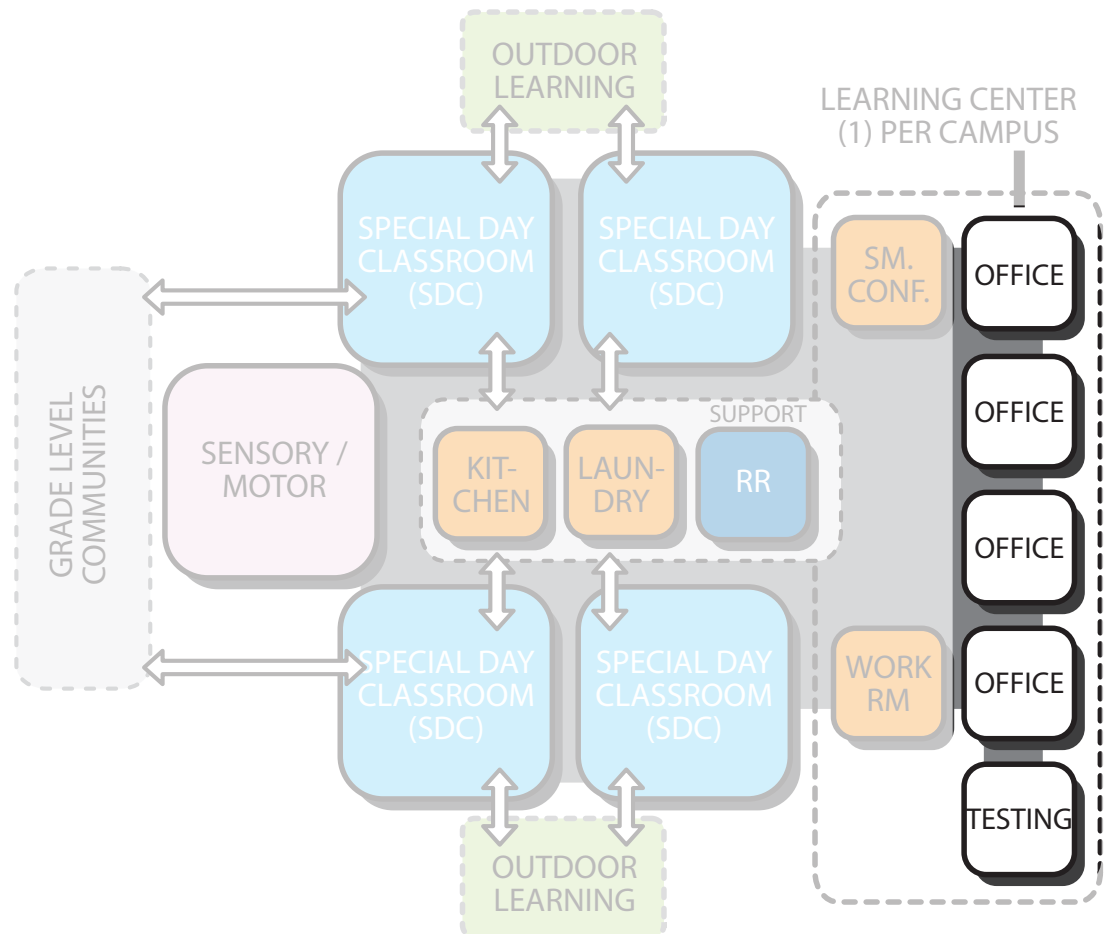 OUTDOOR
LEARNING
LEARNING CENTER
(1) PER CAMPUS
SPECIAL DAY
CLASSROOM
(SDC)
SPECIAL DAY
CLASSROOM
(SDC)
SM.
CONF.
OFFICE
GRADE LEVEL
COMMUNITIES
SENSORY /
MOTOR
SUPPORT
KIT-
CHEN
LAUN-
DRY
RR
OFFICE
OFFICE
SPECIAL DAY
CLASSROOM
(SDC)
SPECIAL DAY
CLASSROOM
(SDC)
WORK
RM
OFFICE
TESTING
OUTDOOR
LEARNING